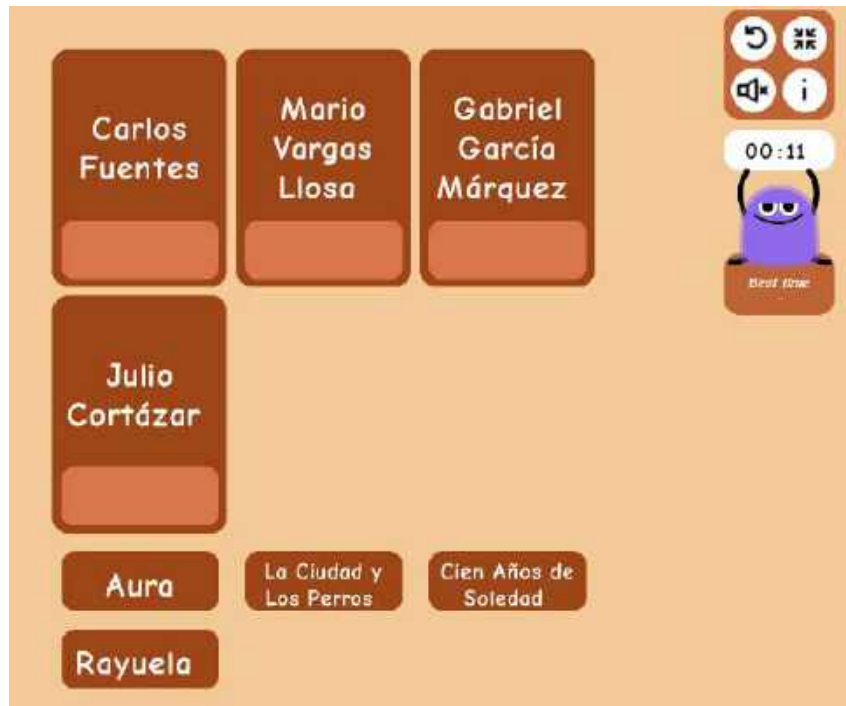 Carlos
Fuentes
Mario
Vargas
Llosa
Gabriel
García
Márquez
00:11
Best time
Julio
Cortázar
Aura
La Ciudad y
Los Perros
Cien Años de
Soledad
Rayuela